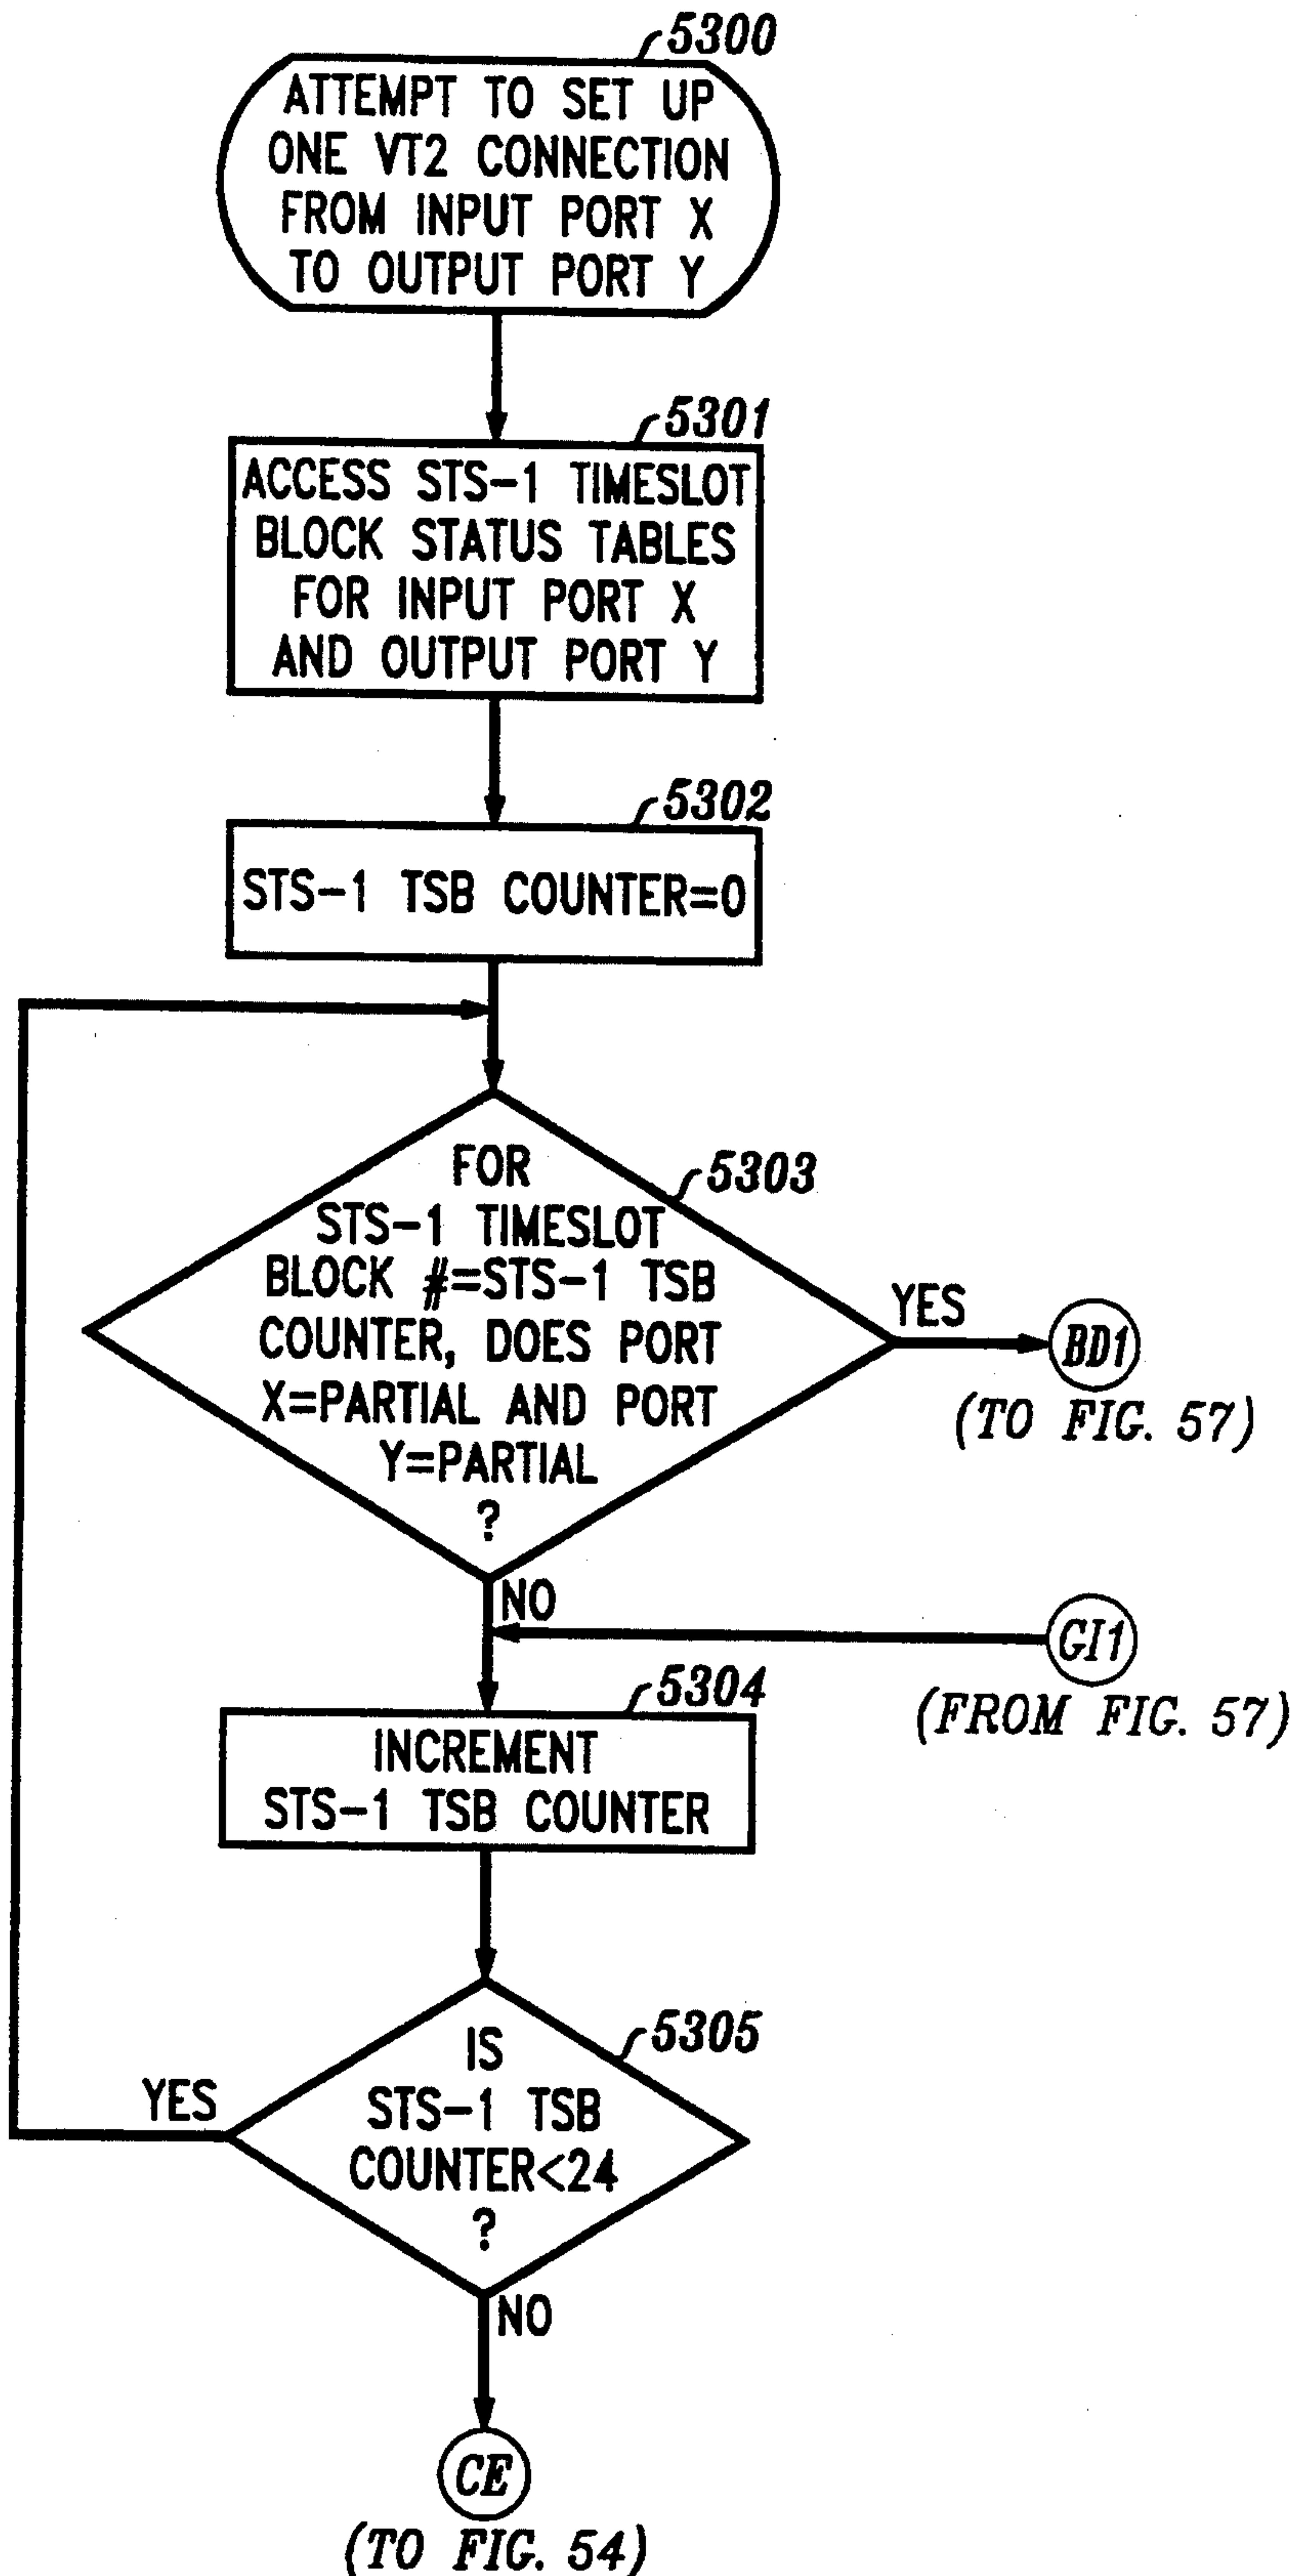 5300
ATTEMPT TO SET UP
ONE VT2 CONNECTION
FROM INPUT PORT X
TO OUTPUT PORT Y
5301
ACCESS STS-1 TIMESLOT
BLOCK STATUS TABLES
FOR INPUT PORT X
AND OUTPUT PORT Y
5302
STS-1 TSB COUNTER=0
5303
FOR
STS-1 TIMESLOT
BLOCK #=STS-1 TSB
COUNTER, DOES PORT
X=PARTIAL AND PORT
Y=PARTIAL
?
YES
BD1
(TO FIG. 57)
NO
GI1
(FROM FIG. 57)
5304
INCREMENT
STS-1 TSB COUNTER
5305
IS
STS-1 TSB
COUNTER<24
?
YES
NO
CE
(TO FIG. 54)